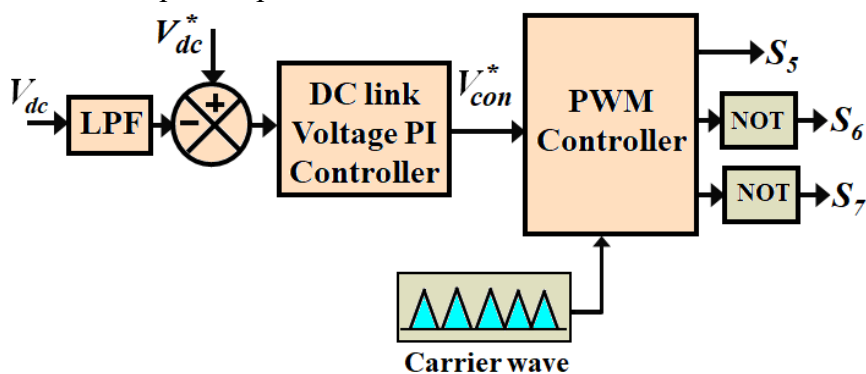 V*dc
Vdc
LPF
+
−
DC link
Voltage PI
Controller
V*con
PWM
Controller
S5
NOT
S6
NOT
S7
Carrier wave